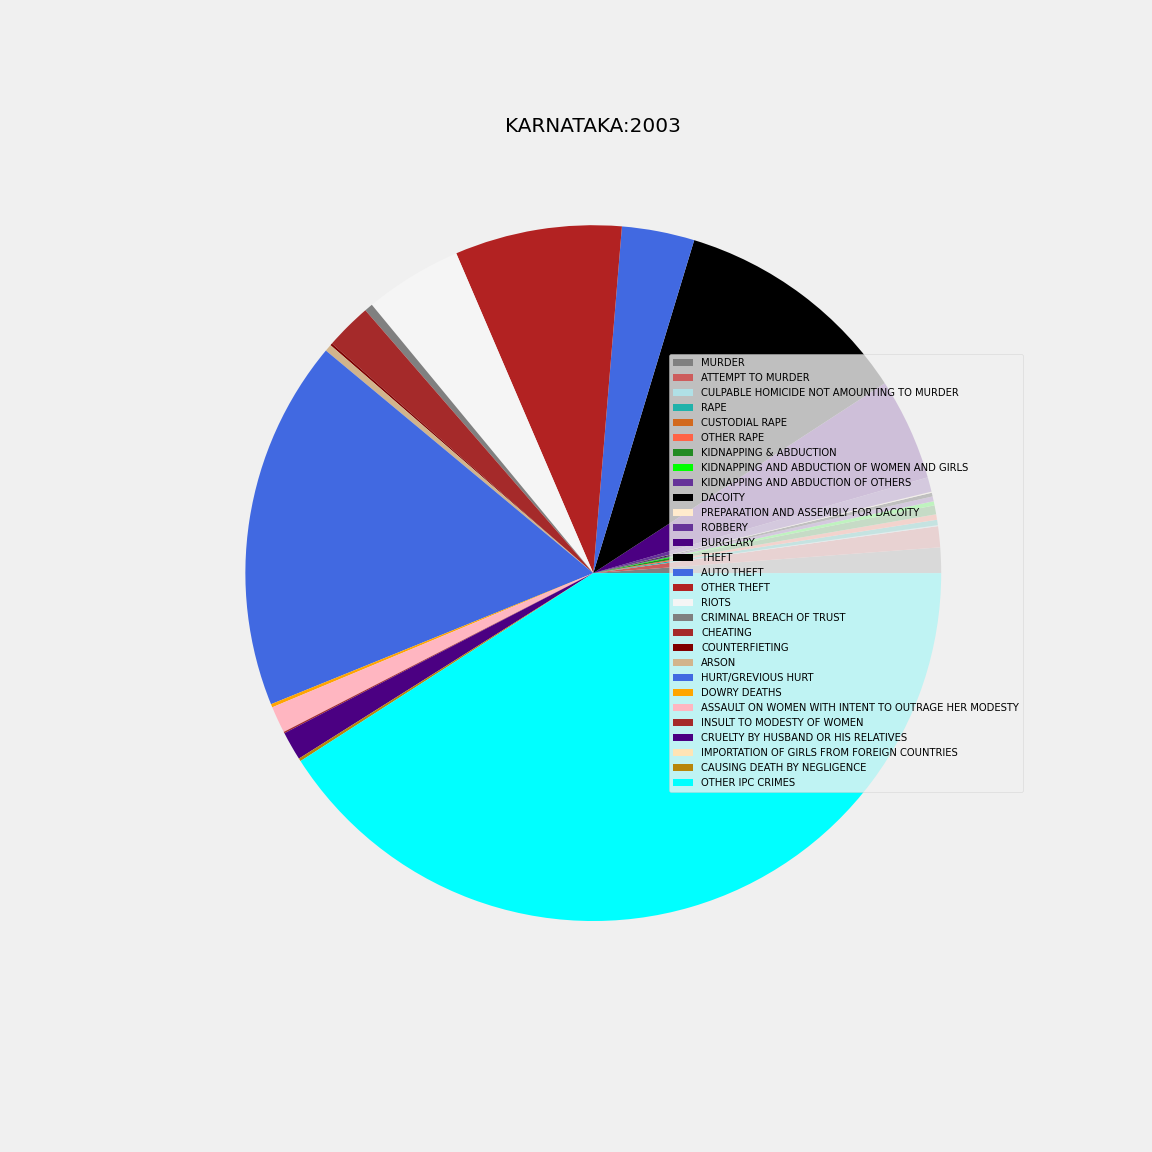 KARNATAKA:2003
MURDER
ATTEMPT TO MURDER
CULPABLE HOMICIDE NOT AMOUNTING TO MURDER
RAPE
CUSTODIAL RAPE
OTHER RAPE
KIDNAPPING & ABDUCTION
KIDNAPPING AND ABDUCTION OF WOMEN AND GIRLS
KIDNAPPING AND ABDUCTION OF OTHERS
DACOITY
PREPARATION AND ASSEMBLY FOR DACOITY
ROBBERY
BURGLARY
THEFT
AUTO THEFT
OTHER THEFT
RIOTS
CRIMINAL BREACH OF TRUST
CHEATING
COUNTERFIETING
ARSON
HURT/GREVIOUS HURT
DOWRY DEATHS
ASSAULT ON WOMEN WITH INTENT TO OUTRAGE HER MODESTY
INSULT TO MODESTY OF WOMEN
CRUELTY BY HUSBAND OR HIS RELATIVES
IMPORTATION OF GIRLS FROM FOREIGN COUNTRIES
CAUSING DEATH BY NEGLIGENCE
OTHER IPC CRIMES